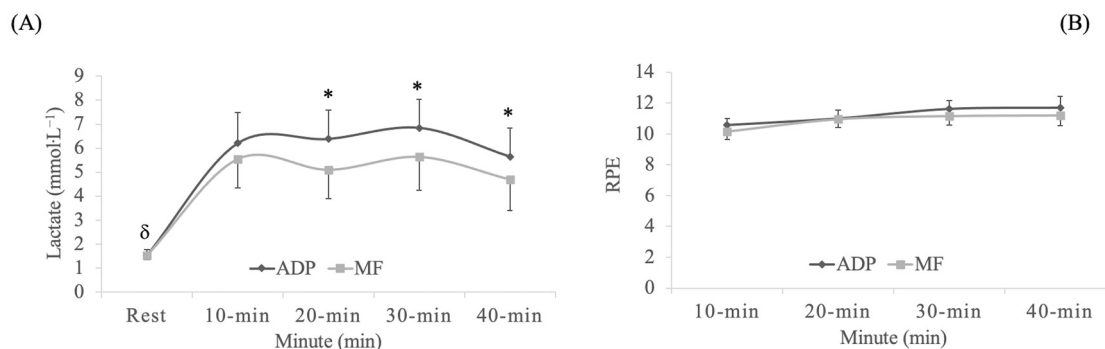 (A)
9
8
7
6
5
4
3
2
1
0
Lactate (mmol·L⁻¹)
δ
*
*
*
ADP MF
Rest 10-min 20-min 30-min 40-min
Minute (min)
(B)
14
12
10
8
6
4
2
0
RPE
ADP MF
10-min 20-min 30-min 40-min
Minute (min)